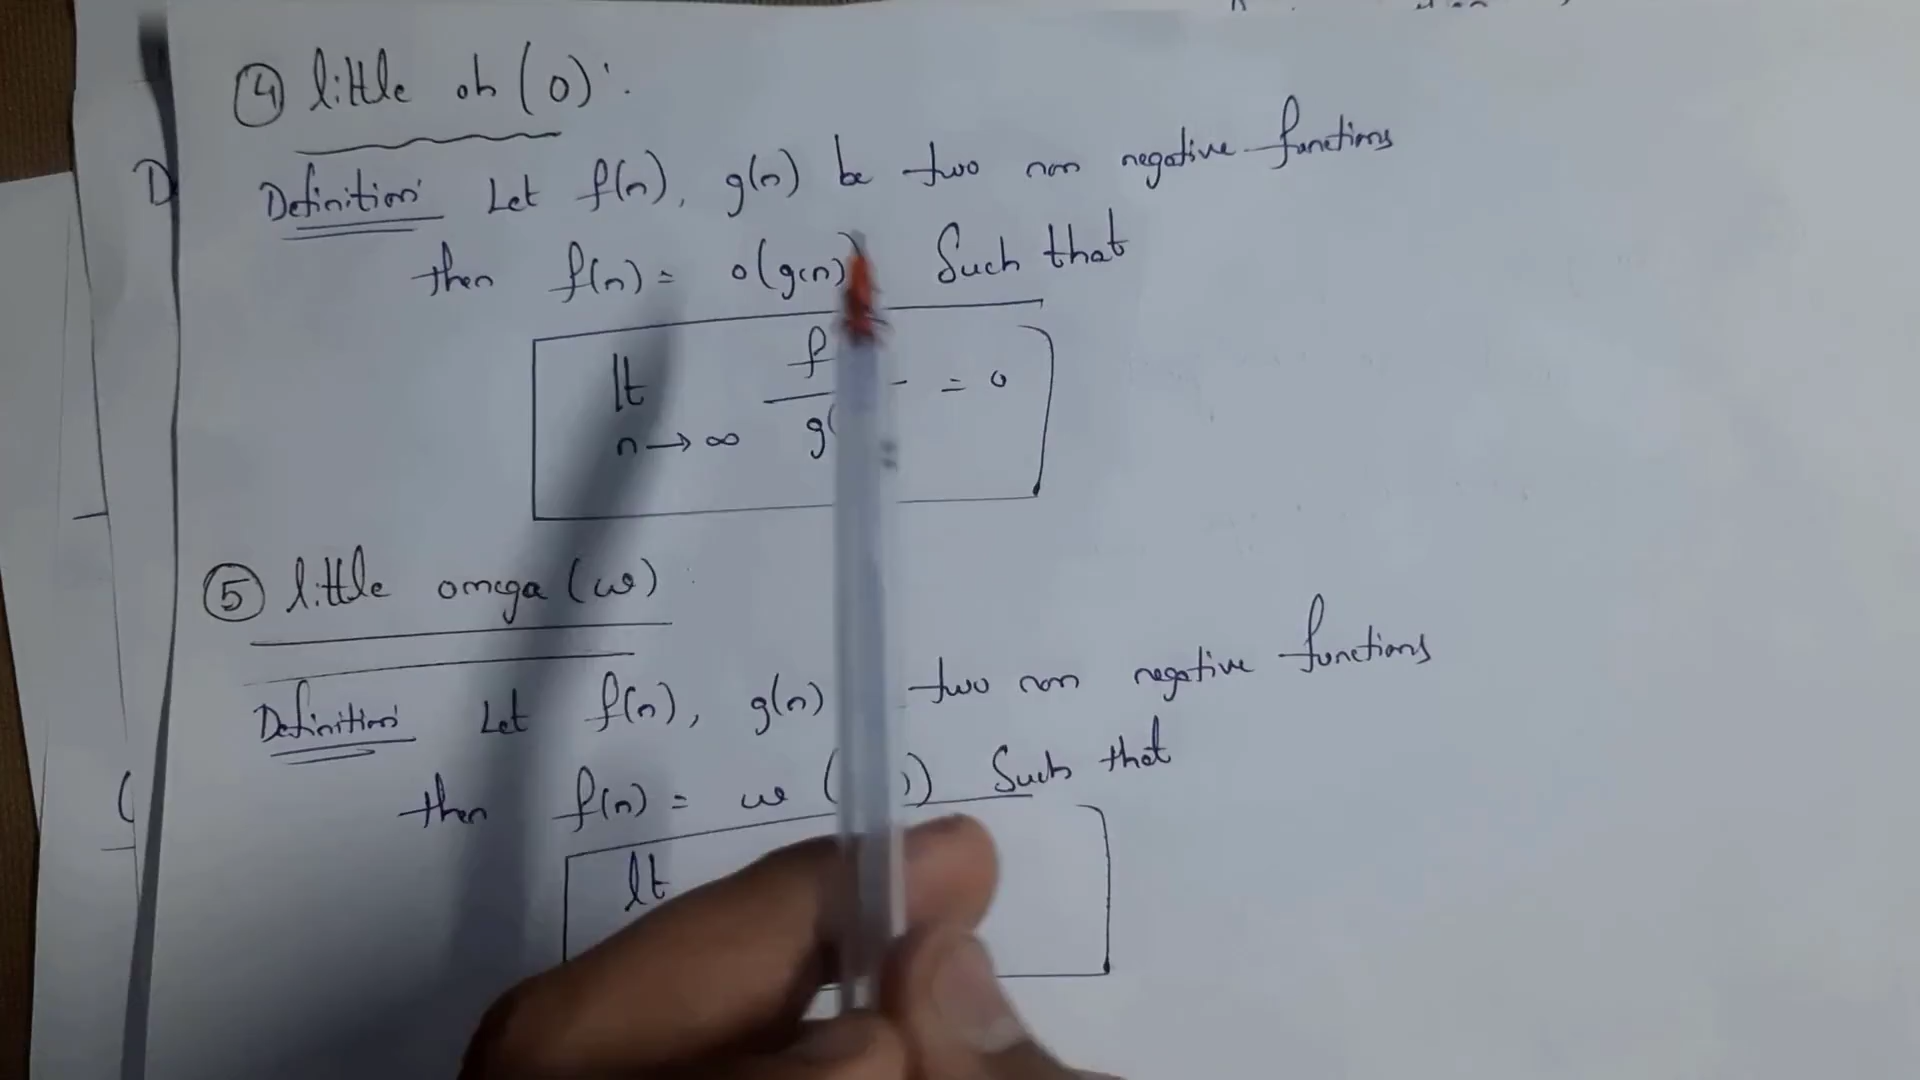 ④ little oh (o):
Definition: Let f(n), g(n) be two non negative functions
then f(n) = o(g(n)) Such that
lt f
n→∞ g( = 0
⑤ little omega (ω)
Definition: Let f(n), g(n) two non negative functions
then f(n) = ω ( )) Such that
lt